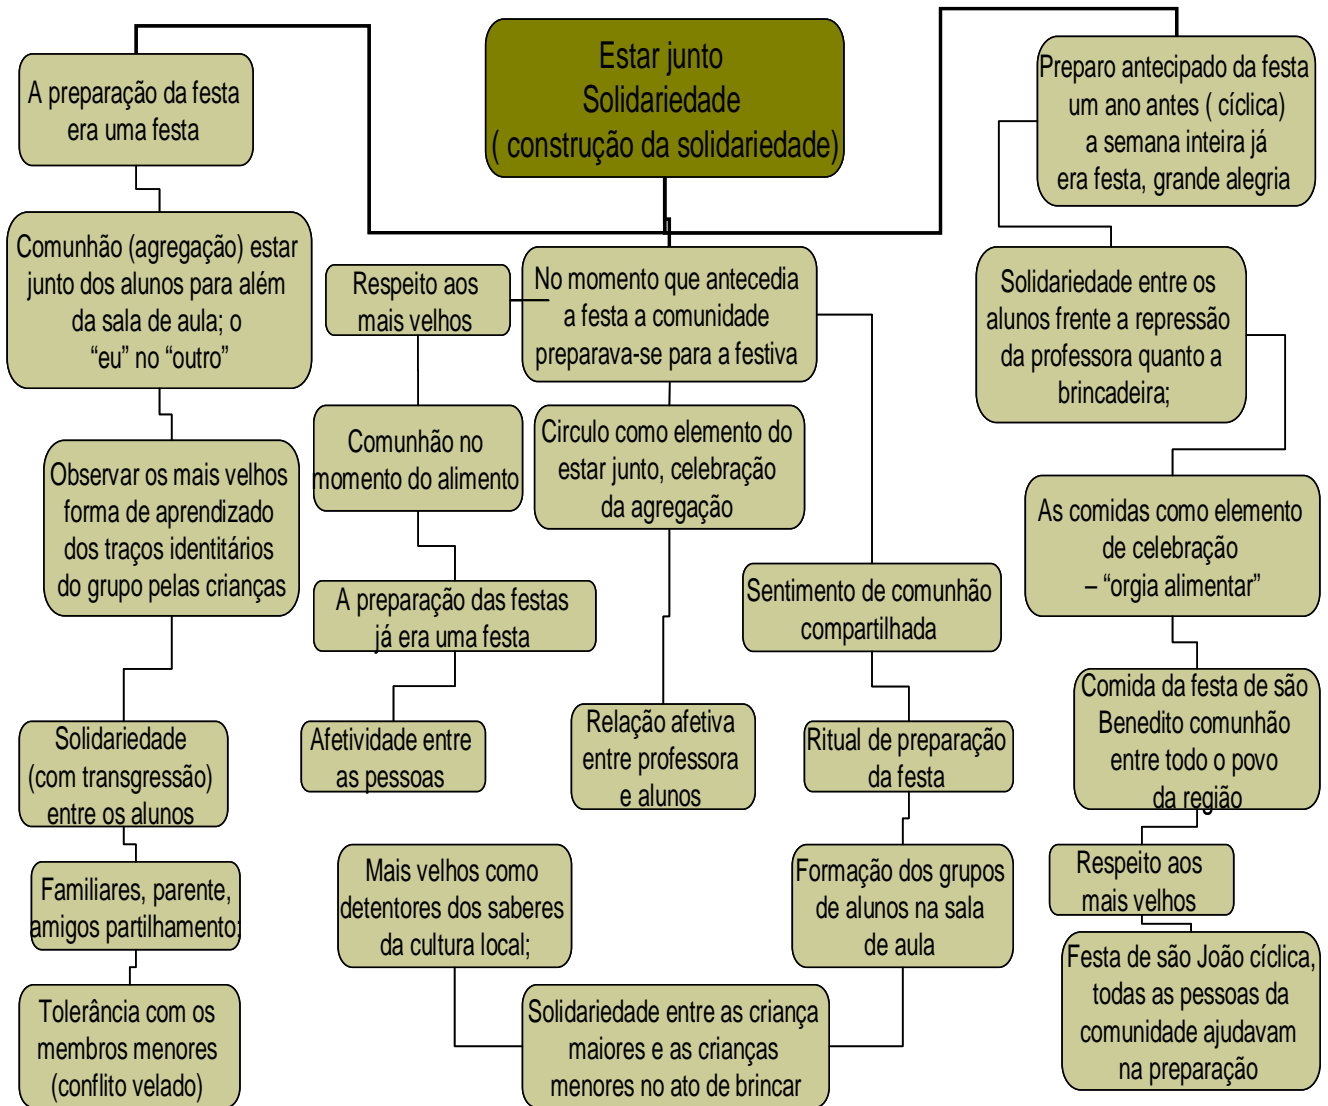 Estar junto
Solidariedade
( construção da solidariedade)
A preparação da festa
era uma festa
Comunhão (agregação) estar
junto dos alunos para além
da sala de aula; o
“eu” no “outro”
Observar os mais velhos
forma de aprendizado
dos traços identitários
do grupo pelas crianças
Solidariedade
(com transgressão)
entre os alunos
Familiares, parente,
amigos partilhamento;
Tolerância com os
membros menores
(conflito velado)
Respeito aos
mais velhos
Comunhão no
momento do alimento
A preparação das festas
já era uma festa
Afetividade entre
as pessoas
No momento que antecedia
a festa a comunidade
preparava-se para a festiva
Circulo como elemento do
estar junto, celebração
da agregação
Relação afetiva
entre professora
e alunos
Sentimento de comunhão
compartilhada
Ritual de preparação
da festa
Formação dos grupos
de alunos na sala
de aula
Solidariedade entre as criança
maiores e as crianças
menores no ato de brincar
Mais velhos como
detentores dos saberes
da cultura local;
Preparo antecipado da festa
um ano antes ( cíclica)
a semana inteira já
era festa, grande alegria
Solidariedade entre os
alunos frente a repressão
da professora quanto a
brincadeira;
As comidas como elemento
de celebração
– “orgia alimentar”
Comida da festa de são
Benedito comunhão
entre todo o povo
da região
Respeito aos
mais velhos
Festa de são João cíclica,
todas as pessoas da
comunidade ajudavam
na preparação